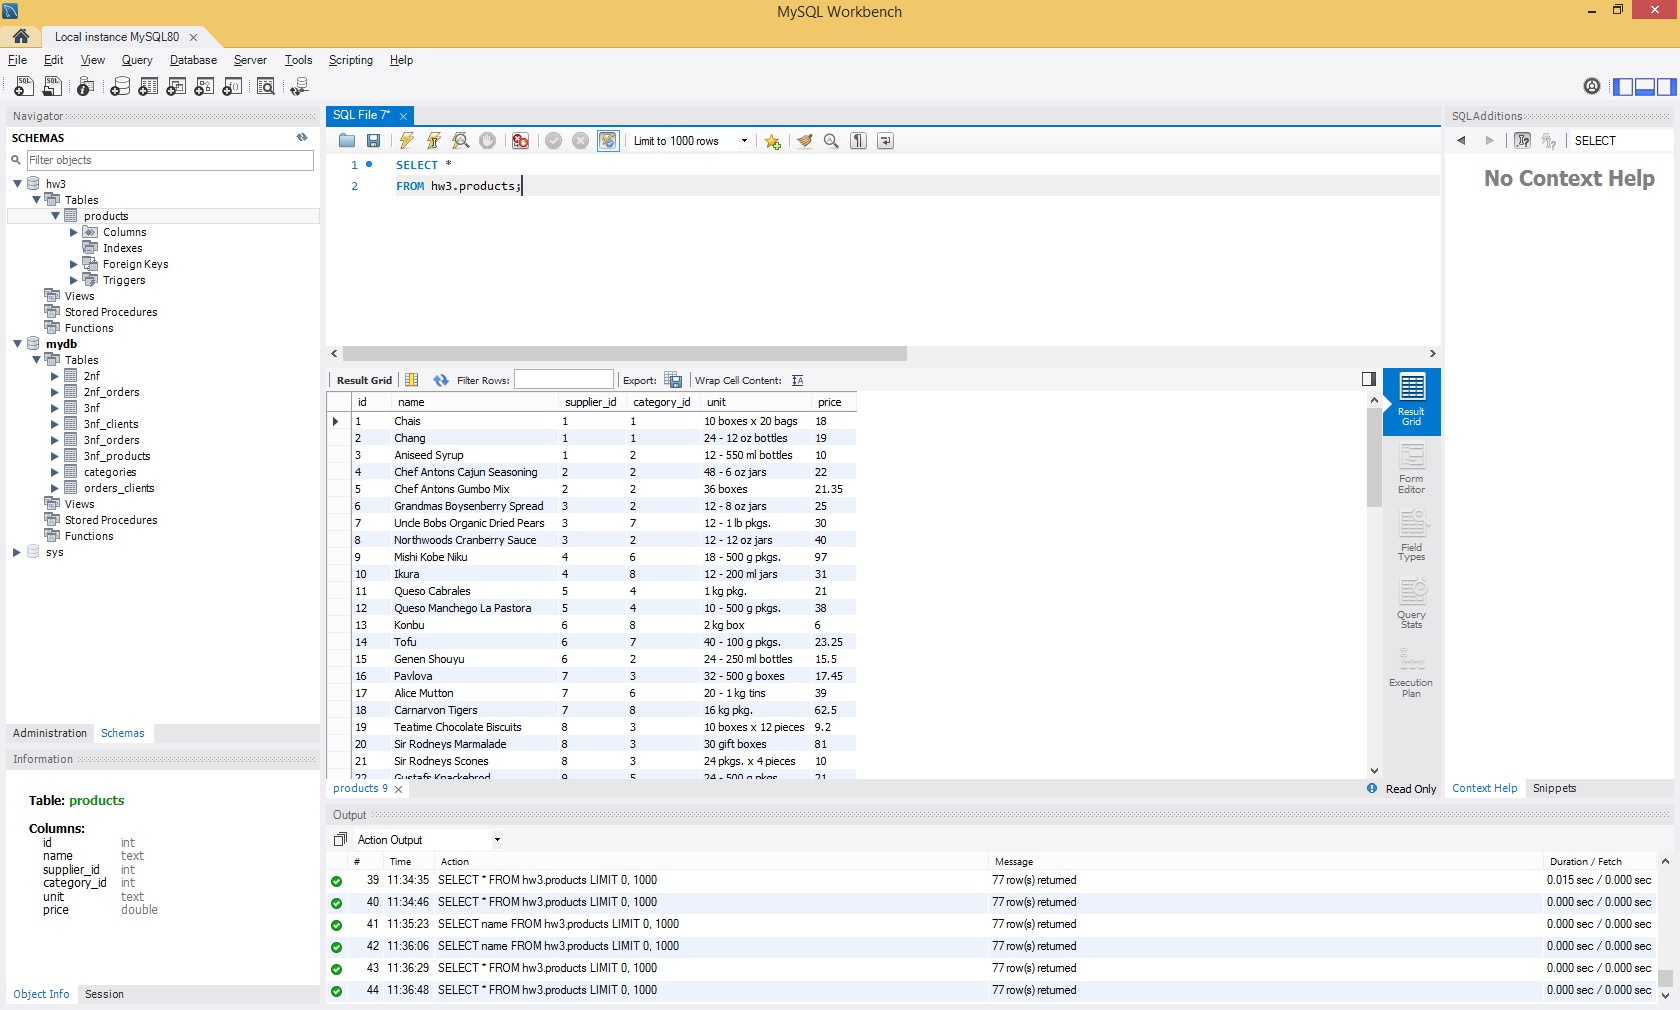 MySQL Workbench
Local instance MySQL80
File Edit View Query Database Server Tools Scripting Help
Navigator
SCHEMAS
Filter objects
hw3
Tables
products
Columns
Indexes
Foreign Keys
Triggers
Views
Stored Procedures
Functions
mydb
Tables
2nf
2nf_orders
3nf
3nf_clients
3nf_orders
3nf_products
categories
orders_clients
Views
Stored Procedures
Functions
sys
Administration Schemas
Information
Table: products
Columns:
id int
name text
supplier_id int
category_id int
unit text
price double
Object Info Session
SQL File 7*
Limit to 1000 rows
1 SELECT *
2 FROM hw3.products;
Result Grid Filter Rows: Export: Wrap Cell Content:
id name supplier_id category_id unit price
1 Chais 1 1 10 boxes x 20 bags 18
2 Chang 1 1 24 - 12 oz bottles 19
3 Aniseed Syrup 1 2 12 - 550 ml bottles 10
4 Chef Antons Cajun Seasoning 2 2 48 - 6 oz jars 22
5 Chef Antons Gumbo Mix 2 2 36 boxes 21.35
6 Grandmas Boysenberry Spread 3 2 12 - 8 oz jars 25
7 Uncle Bobs Organic Dried Pears 3 7 12 - 1 lb pkgs. 30
8 Northwoods Cranberry Sauce 3 2 12 - 12 oz jars 40
9 Mishi Kobe Niku 4 6 18 - 500 g pkgs. 97
10 Ikura 4 8 12 - 200 ml jars 31
11 Queso Cabrales 5 4 1 kg pkg. 21
12 Queso Manchego La Pastora 5 4 10 - 500 g pkgs. 38
13 Konbu 6 8 2 kg box 6
14 Tofu 6 7 40 - 100 g pkgs. 23.25
15 Genen Shouyu 6 2 24 - 250 ml bottles 15.5
16 Pavlova 7 3 32 - 500 g boxes 17.45
17 Alice Mutton 7 6 20 - 1 kg tins 39
18 Carnarvon Tigers 7 8 16 kg pkg. 62.5
19 Teatime Chocolate Biscuits 8 3 10 boxes x 12 pieces 9.2
20 Sir Rodneys Marmalade 8 3 30 gift boxes 81
21 Sir Rodneys Scones 8 3 24 pkgs. x 4 pieces 10
22 Gustafs Knackebrod 9 5 24 - 500 g pkgs. 21
Result Grid
Form Editor
Field Types
Query Stats
Execution Plan
products 9
Read Only
SQLAdditions
SELECT
No Context Help
Context Help Snippets
Output
Action Output
# Time Action Message Duration / Fetch
39 11:34:35 SELECT * FROM hw3.products LIMIT 0, 1000 77 row(s) returned 0.015 sec / 0.000 sec
40 11:34:46 SELECT * FROM hw3.products LIMIT 0, 1000 77 row(s) returned 0.000 sec / 0.000 sec
41 11:35:23 SELECT name FROM hw3.products LIMIT 0, 1000 77 row(s) returned 0.000 sec / 0.000 sec
42 11:36:06 SELECT name FROM hw3.products LIMIT 0, 1000 77 row(s) returned 0.000 sec / 0.000 sec
43 11:36:29 SELECT * FROM hw3.products LIMIT 0, 1000 77 row(s) returned 0.000 sec / 0.000 sec
44 11:36:48 SELECT * FROM hw3.products LIMIT 0, 1000 77 row(s) returned 0.000 sec / 0.000 sec